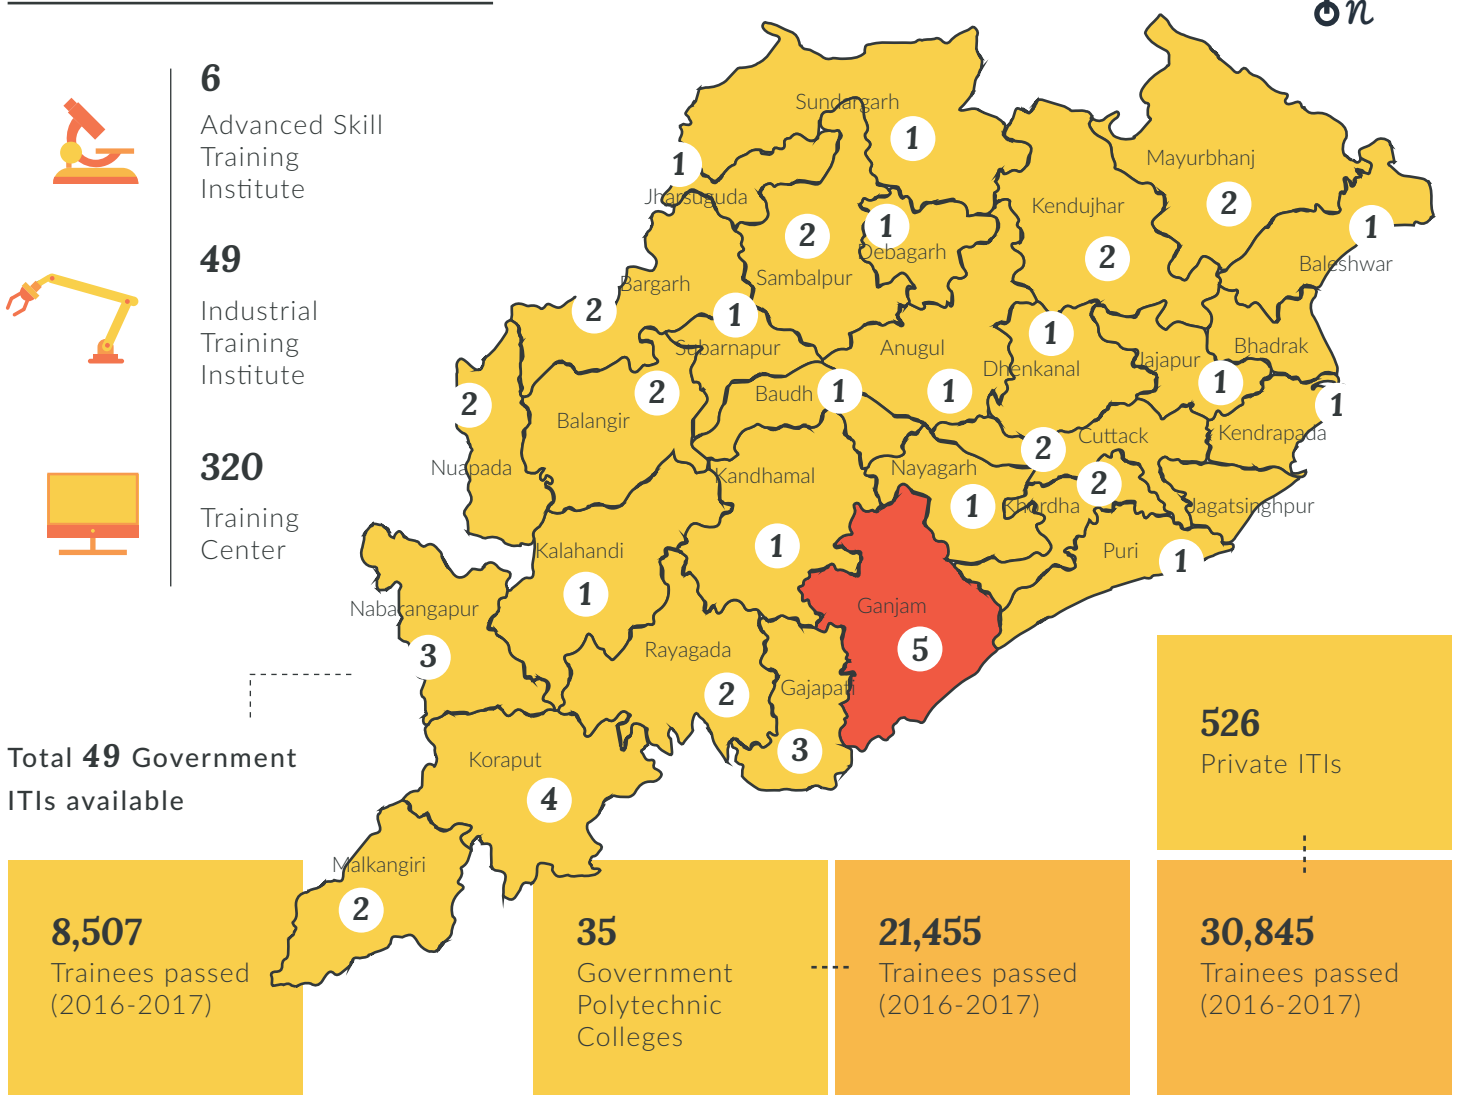 n
6
Advanced Skill
Training
Institute
49
Industrial
Training
Institute
320
Training
Center
Sundargarh
1
1
Jharsuguda
Mayurbhanj
2
Kendujhar
2
1
Baleshwar
2
Sambalpur
1
Debagarh
Bargarh
2
1
Subarnapur
Anugul
1
1
Dhenkanal
Jajapur
1
Bhadrak
1
Kendrapada
2
Nuapada
2
Balangir
Baudh
1
2
Cuttack
Kandhamal
1
Nayagarh
1
2
Khordha
Jagatsinghpur
Puri
1
Kalahandi
1
Nabarangapur
3
Ganjam
5
Rayagada
2
Gajapati
3
Koraput
4
Malkangiri
2
Total 49 Government
ITIs available
526
Private ITIs
8,507
Trainees passed
(2016-2017)
35
Government
Polytechnic
Colleges
21,455
Trainees passed
(2016-2017)
30,845
Trainees passed
(2016-2017)